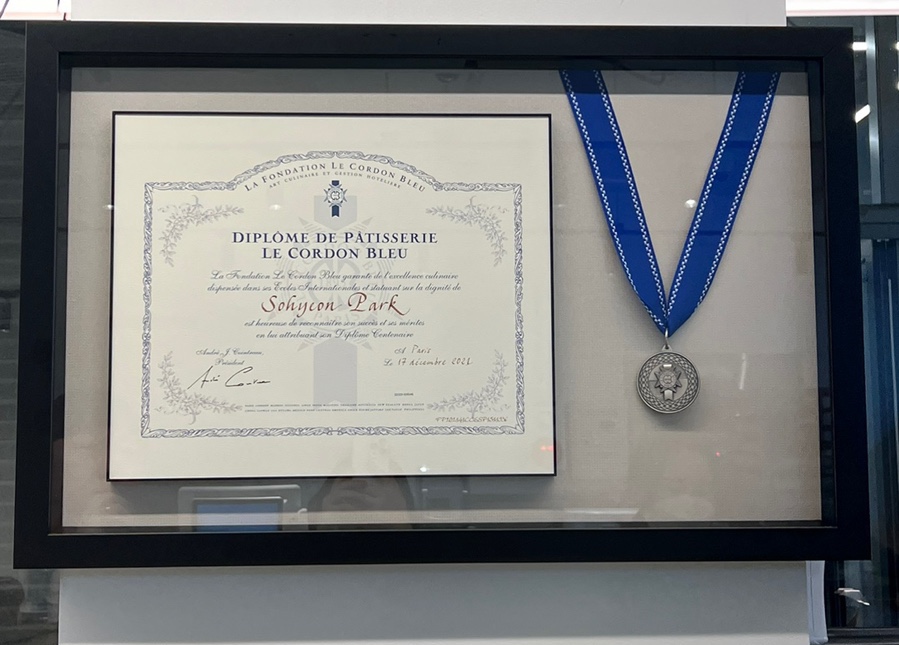 LA FONDATION LE CORDON BLEU
ART CULINAIRE ET GESTION HÔTELIÈRE
DIPLÔME DE PÂTISSERIE
LE CORDON BLEU
La Fondation Le Cordon Bleu garante de l'excellence culinaire
dispensée dans ses Ecoles Internationales et statuant sur la dignité de
Sohyeon Park
est heureuse de reconnaître son succès et ses mérites
en lui attribuant son Diplôme Centenaire
André J. Cointreau
Président
A Paris
Le 17 décembre 2021